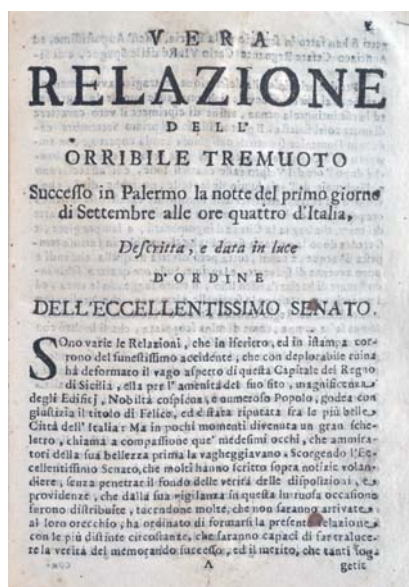 VERA
RELAZIONE
DELL'
ORRIBILE TREMUOTO
Succeſſo in Palermo la notte del primo giorno
di Settembre alle ore quattro d'Italia,
Deſcritta, e data in luce
D'ORDINE
DELL'ECCELLENTISSIMO SENATO.
SOno varie le Relazioni, che in iſcritto, ed in iſtam, a cor-
rono del funeſtiſſimo accidente, che con deplorabile ruina
hà deformato il vago aſpetto di queſta Capitale del Regno
di Sicilia, ella per l'amenità del ſuo ſito, magnificenza
degli Edificj, Nobiltà coſpicua, e numeroſo Popolo, godea con
giuſtizia il titolo di Felice, ed è ſtata riputata fra le più belle
Città dell'Italia: Ma in pochi momenti divenuta un gran ſche-
letro, chiama a compaſſione que' medeſimi occhi, che ammira-
tori della ſua bellezza prima la vagheggiavano. Scorgendo l'Ec-
cellentiſſimo Senato, che molti hanno ſcritto ſopra notizie volan-
diere, ſenza penetrar il fondo delle verità delle diſpoſizioni, e
providenze, che dalla ſua vigilanza in queſta luttuoſa occaſione
furono diſtribuite, tacendone molte, che non ſaranno arrivate
al loro orecchio, ha ordinato di formarſi la preſente relazione
con le più diſtinte circoſtanze, che ſaranno capaci di far traluce-
re la verità del memorando ſucceſſo, ed il merito, che tanti ſog-
A
getti